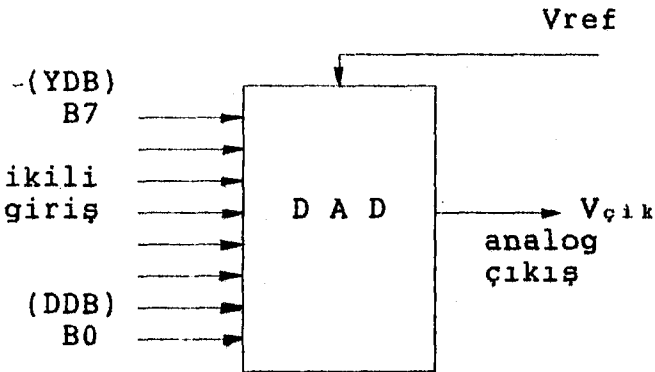 Vref
-(YDB)
B7
ikili
giriş
D A D
Vçık
analog
çıkış
(DDB)
B0